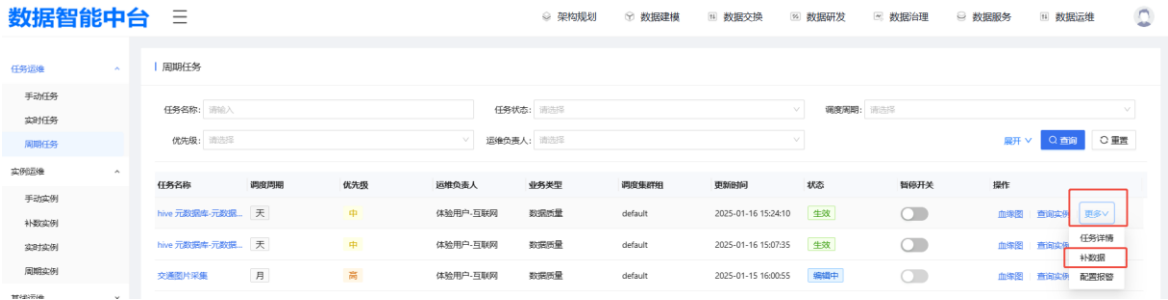 数据智能中台
架构规划 数据建模 数据交换 数据研发 数据治理 数据服务 数据运维
任务运维
手动任务
实时任务
周期任务
实例运维
手动实例
补数实例
实时实例
周期实例
基线运维
周期任务
任务名称: 请输入 任务状态: 请选择 调度周期: 请选择
优先级: 请选择 运维负责人: 请选择 展开 查询 重置
任务名称 调度周期 优先级 运维负责人 业务类型 调度集群组 更新时间 状态 暂停开关 操作
hive 元数据库-元数据... 天 中 体验用户-互联网 数据质量 default 2025-01-16 15:24:10 生效 血缘图 查询实例 更多
hive 元数据库-元数据... 天 中 体验用户-互联网 数据质量 default 2025-01-16 15:07:35 生效 血缘图 查询实例
交通图片采集 月 高 体验用户-互联网 数据质量 default 2025-01-15 16:00:55 编辑中 血缘图 查询实例
任务详情
补数据
配置报警